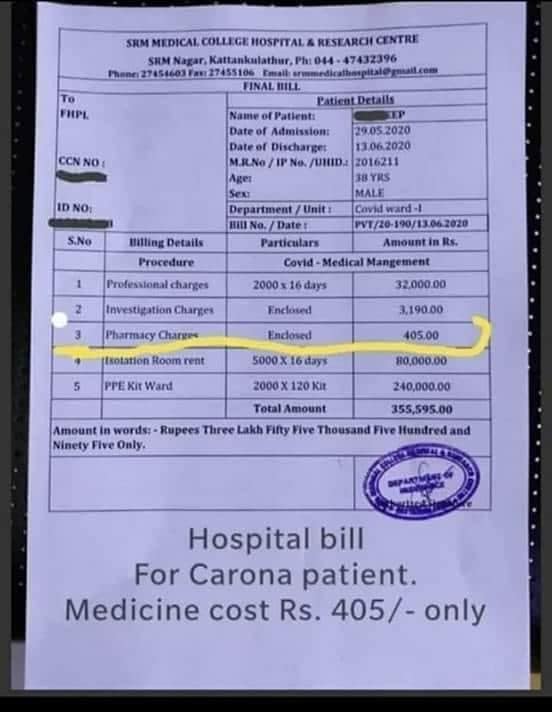 SRM MEDICAL COLLEGE HOSPITAL & RESEARCH CENTRE
SRM Nagar, Kattankulathur, Ph: 044 - 47432396
Phone: 27454603 Fax: 27455106 Email: srmmedicalhospital@gmail.com
FINAL BILL
To
FHPL
CCN NO :
ID NO:
Patient Details
Name of Patient: EP
Date of Admission: 29.05.2020
Date of Discharge: 13.06.2020
M.R.No / IP No. /UHID.: 2016211
Age: 38 YRS
Sex: MALE
Department / Unit : Covid ward -I
Bill No. / Date : PVT/20-190/13.06.2020
S.No Billing Details Particulars Amount in Rs.
Procedure Covid - Medical Mangement
1 Professional charges 2000 x 16 days 32,000.00
2 Investigation Charges Enclosed 3,190.00
3 Pharmacy Charges Enclosed 405.00
4 Isolation Room rent 5000 X 16 days 80,000.00
5 PPE Kit Ward 2000 X 120 Kit 240,000.00
Total Amount 355,595.00
Amount in words: - Rupees Three Lakh Fifty Five Thousand Five Hundred and
Ninety Five Only.
DEPARTMENT OF
Hospital bill
For Carona patient.
Medicine cost Rs. 405/- only